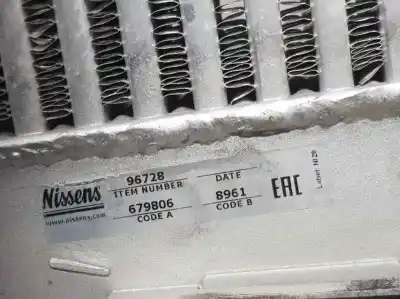 Nissens
www.nissens.com
96728
ITEM NUMBER
679806
CODE A
DATE
8961
CODE B
EAC